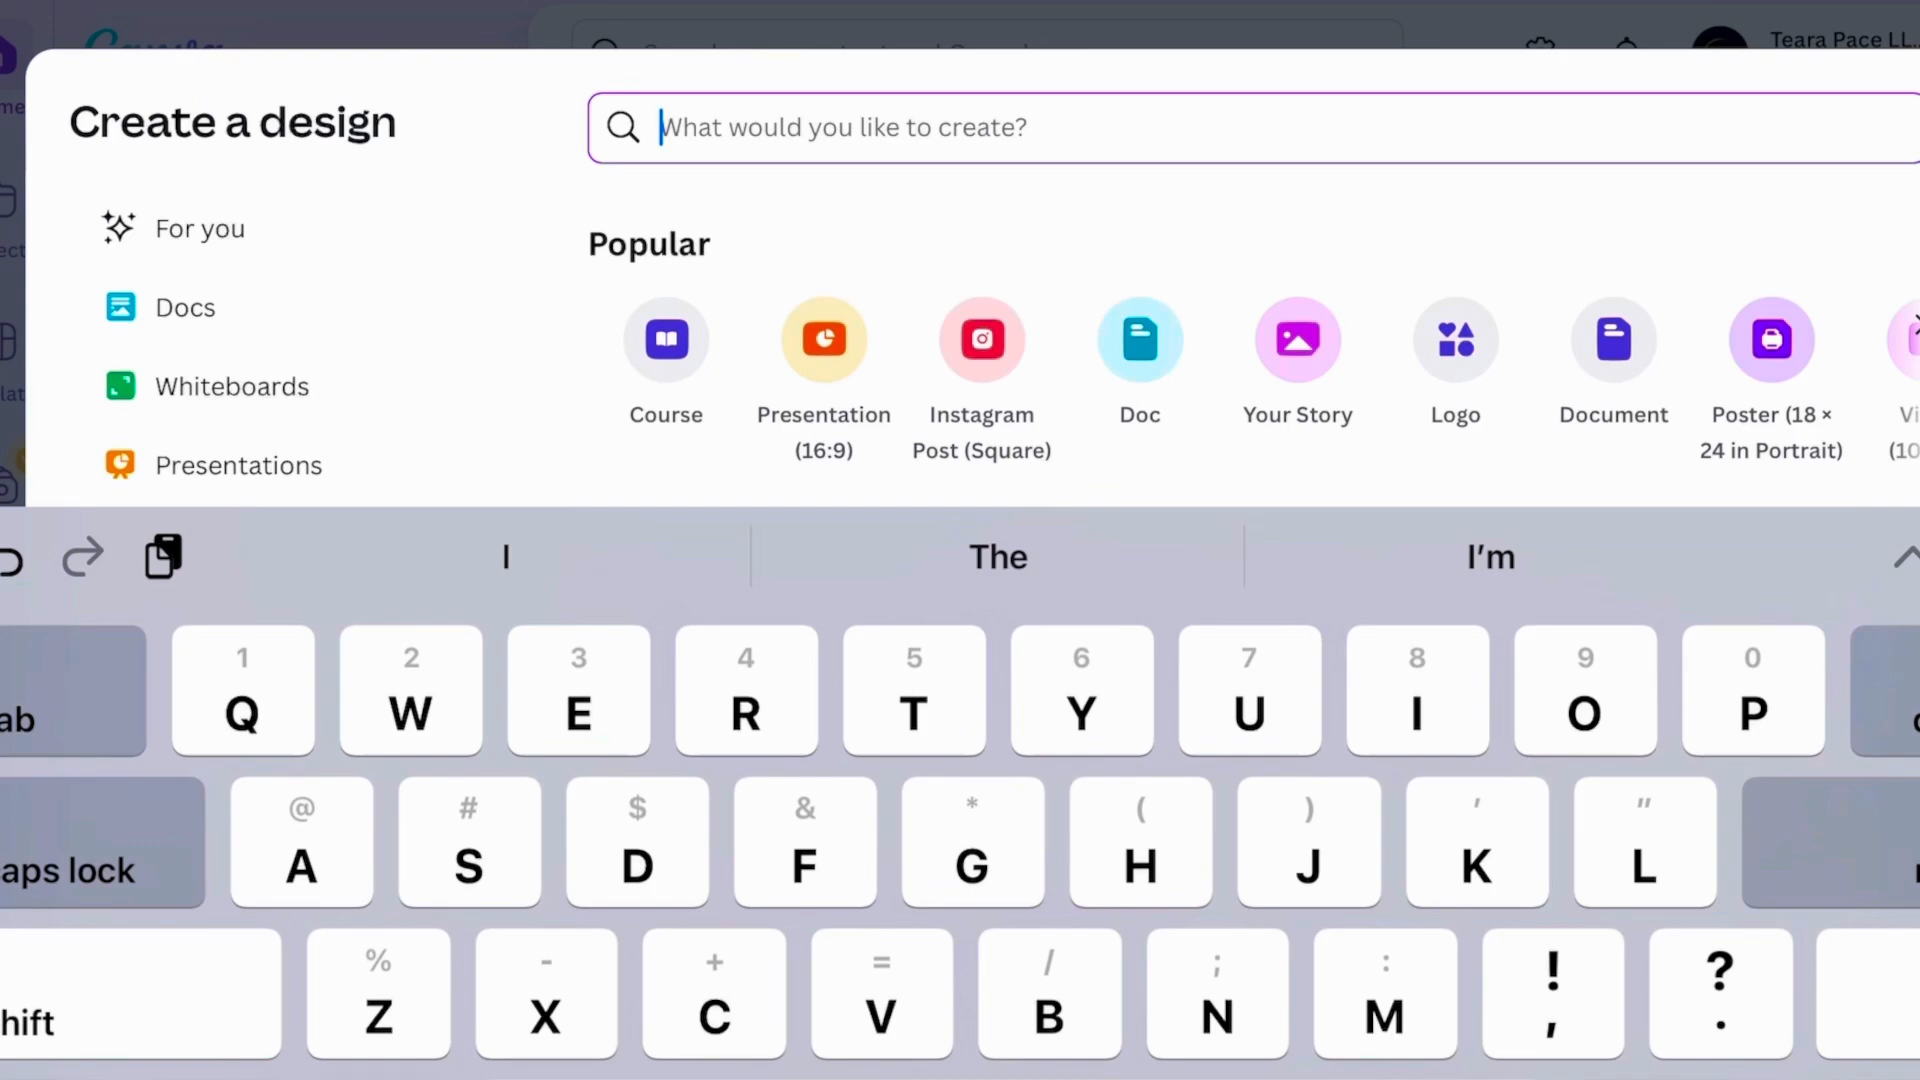 Teara Pace LL...
Create a design
What would you like to create?
For you
Docs
Whiteboards
Presentations
Popular
Course
Presentation
(16:9)
Instagram
Post (Square)
Doc
Your Story
Logo
Document
Poster (18 ×
24 in Portrait)
I The I'm
1 2 3 4 5 6 7 8 9 0
ab Q W E R T Y U I O P
@ # $ & * ( ) ' "
aps lock A S D F G H J K L
% - + = / ; : ! ?
hift Z X C V B N M , .